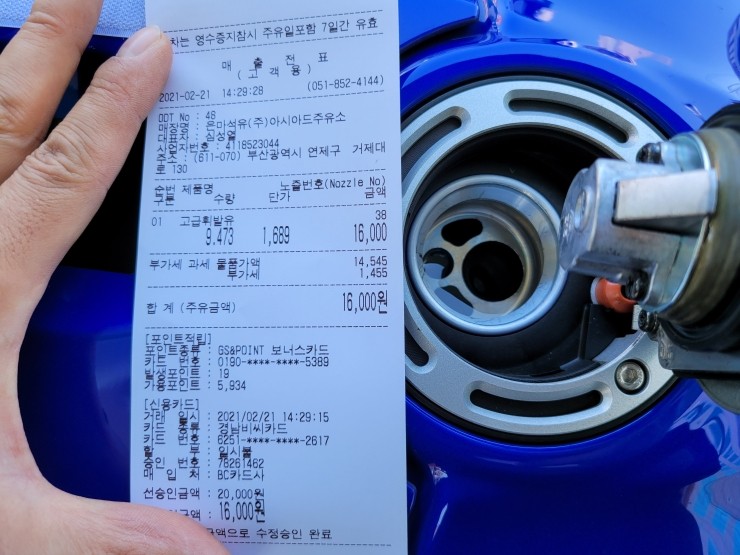 차는 영수증지참시 주유일포함 7일간 유효
매 출 전 표
( 고 객 용 )
2021-02-21 14:29:28 (051-852-4144)
ODT No : 48
매장명 : 은마석유(주)아시아드주유소
대표자 : 심성열
사업자번호 : 4118523044
주소 : (611-070) 부산광역시 연제구 거제대
로 130
순번 제품명 노즐번호(Nozzle No)
구분 수량 단가 금액
01 고급휘발유 38
9.473 1,689 16,000
부가세 과세 물품가액 14,545
부가세 1,455
합 계 (주유금액) 16,000원
[포인트적립]
포인트종류 : GS&POINT 보너스카드
카드 번호 : 0190-****-****-5389
발생포인트 : 19
가용포인트 : 5,934
[신용카드]
거래 일시 : 2021/02/21 14:29:15
카드 종류 : 경남비씨카드
카드 번호 : 6251-****-****-2617
할 부 : 일시불
승인 번호 : 78261462
매 입 처 : BC카드사
선승인금액 : 20,000원
금액 : 16,000원
금액으로 수정승인 완료